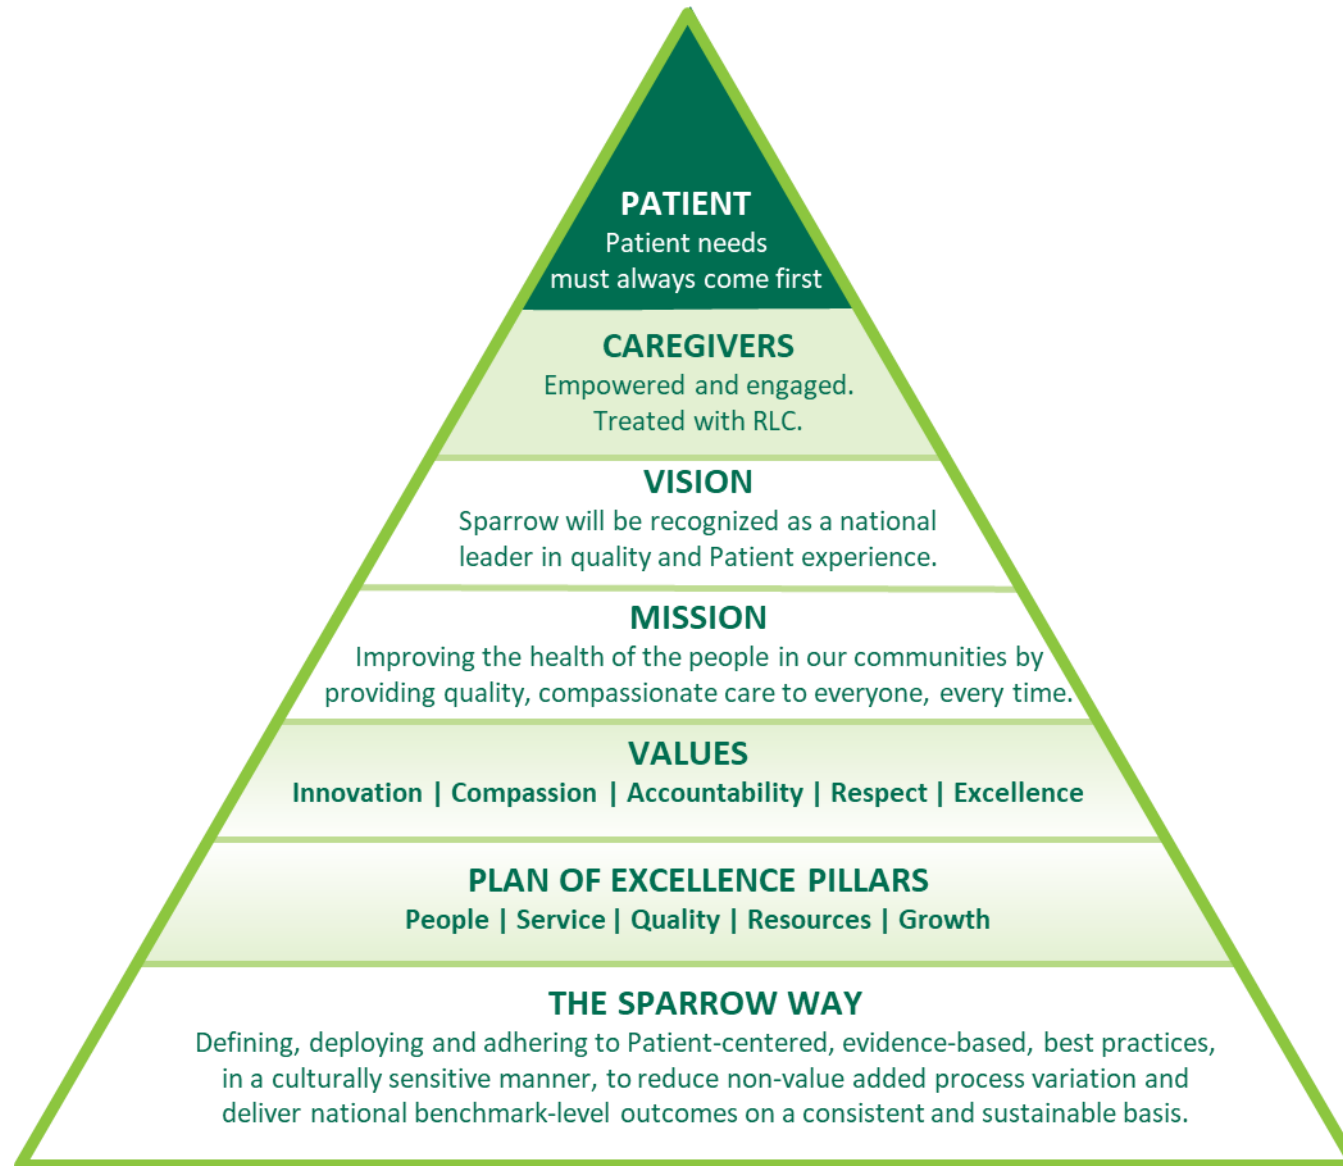 PATIENT
Patient needs
must always come first
CAREGIVERS
Empowered and engaged.
Treated with RLC.
VISION
Sparrow will be recognized as a national
leader in quality and Patient experience.
MISSION
Improving the health of the people in our communities by
providing quality, compassionate care to everyone, every time.
VALUES
Innovation | Compassion | Accountability | Respect | Excellence
PLAN OF EXCELLENCE PILLARS
People | Service | Quality | Resources | Growth
THE SPARROW WAY
Defining, deploying and adhering to Patient-centered, evidence-based, best practices,
in a culturally sensitive manner, to reduce non-value added process variation and
deliver national benchmark-level outcomes on a consistent and sustainable basis.